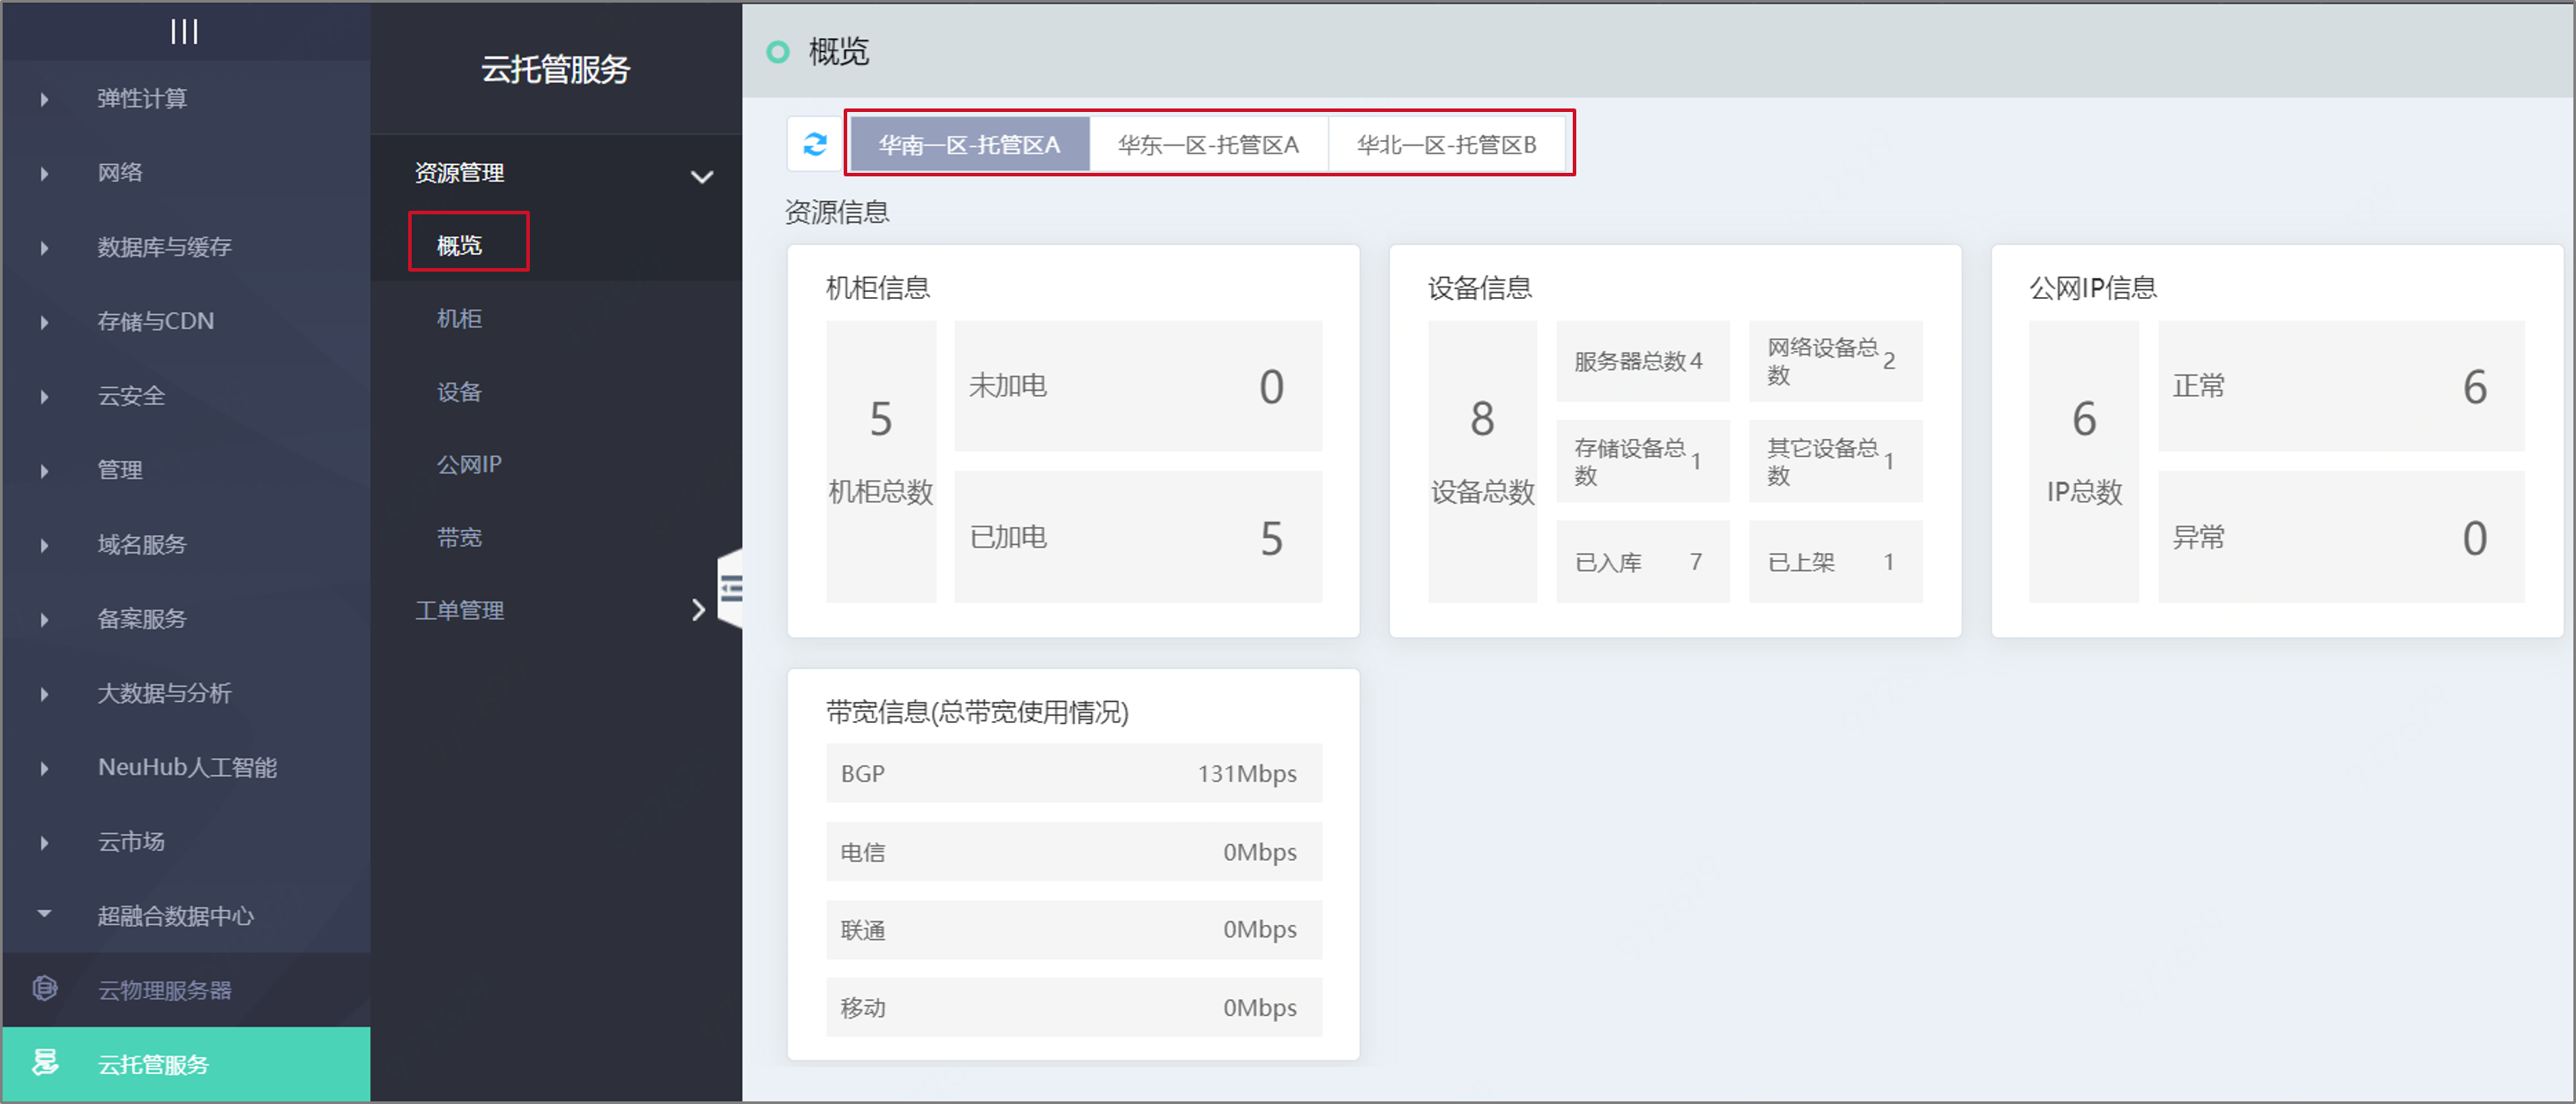 弹性计算
网络
数据库与缓存
存储与CDN
云安全
管理
域名服务
备案服务
大数据与分析
NeuHub人工智能
云市场
超融合数据中心
云物理服务器
云托管服务
云托管服务
资源管理
概览
机柜
设备
公网IP
带宽
工单管理
概览
华南一区-托管区A 华东一区-托管区A 华北一区-托管区B
资源信息
机柜信息
5
机柜总数
未加电 0
已加电 5
设备信息
8
设备总数
服务器总数 4
网络设备总
数 2
存储设备总
数 1
其它设备总
数 1
已入库 7
已上架 1
公网IP信息
6
IP总数
正常 6
异常 0
带宽信息(总带宽使用情况)
BGP 131Mbps
电信 0Mbps
联通 0Mbps
移动 0Mbps